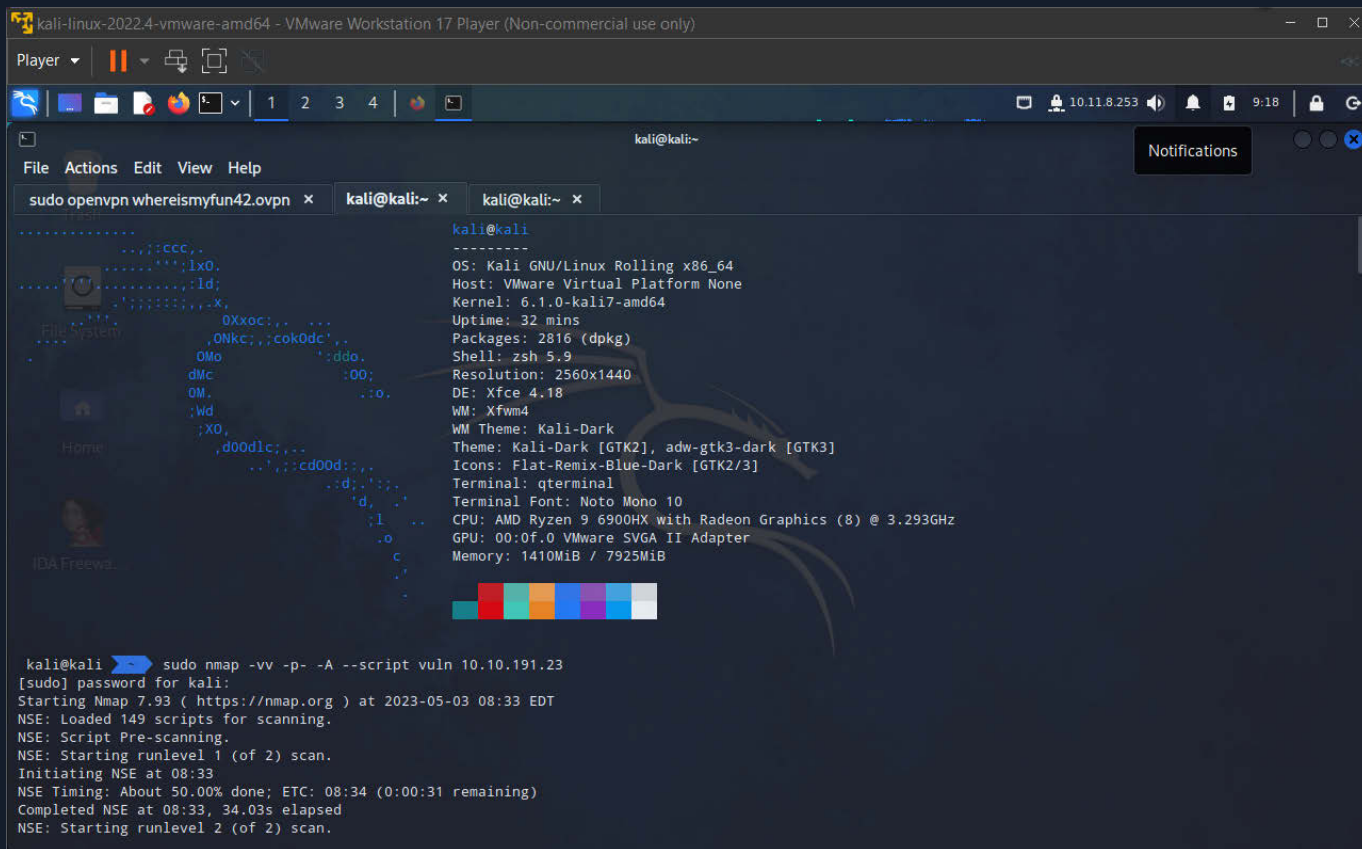 kali-linux-2022.4-vmware-amd64 - VMware Workstation 17 Player (Non-commercial use only)
Player
1 2 3 4 10.11.8.253 9:18
kali@kali:~
Notifications
File Actions Edit View Help
sudo openvpn whereismyfun42.ovpn × kali@kali:~ × kali@kali:~ ×
kali@kali
---------
OS: Kali GNU/Linux Rolling x86_64
Host: VMware Virtual Platform None
Kernel: 6.1.0-kali7-amd64
Uptime: 32 mins
Packages: 2816 (dpkg)
Shell: zsh 5.9
Resolution: 2560x1440
DE: Xfce 4.18
WM: Xfwm4
WM Theme: Kali-Dark
Theme: Kali-Dark [GTK2], adw-gtk3-dark [GTK3]
Icons: Flat-Remix-Blue-Dark [GTK2/3]
Terminal: qterminal
Terminal Font: Noto Mono 10
CPU: AMD Ryzen 9 6900HX with Radeon Graphics (8) @ 3.293GHz
GPU: 00:0f.0 VMware SVGA II Adapter
Memory: 1410MiB / 7925MiB
File System
Home
IDA Freewa...
kali@kali ~ sudo nmap -vv -p- -A --script vuln 10.10.191.23
[sudo] password for kali:
Starting Nmap 7.93 ( https://nmap.org ) at 2023-05-03 08:33 EDT
NSE: Loaded 149 scripts for scanning.
NSE: Script Pre-scanning.
NSE: Starting runlevel 1 (of 2) scan.
Initiating NSE at 08:33
NSE Timing: About 50.00% done; ETC: 08:34 (0:00:31 remaining)
Completed NSE at 08:33, 34.03s elapsed
NSE: Starting runlevel 2 (of 2) scan.